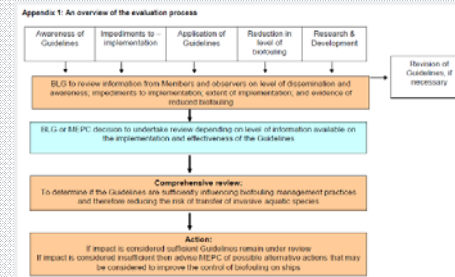 Appendix 1: An overview of the evaluation process
Awareness of
Guidelines
Impediments to –
implementation
Application of
Guidelines
Reduction in
level of
biofouling
Research &
Development
Revision of
Guidelines, if
necessary
BLG to review information from Members and observers on level of dissemination and
awareness, impediments to implementation, extent of implementation, and evidence of
reduced biofouling
BLG or MEPC decision to undertake review depending on level of information available on
the implementation and effectiveness of the Guidelines
Comprehensive review:
To determine if the Guidelines are sufficiently influencing biofouling management practices
and therefore reducing the risk of transfer of invasive aquatic species
Action:
If impact is considered sufficient Guidelines remain under review
If impact is considered insufficient then advise MEPC of possible alternative actions that may
be considered to improve the control of biofouling on ships